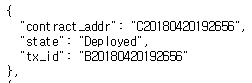 {
"contract_addr": "C20180420192656",
"state": "Deployed",
"tx_id": "B20180420192656"
},